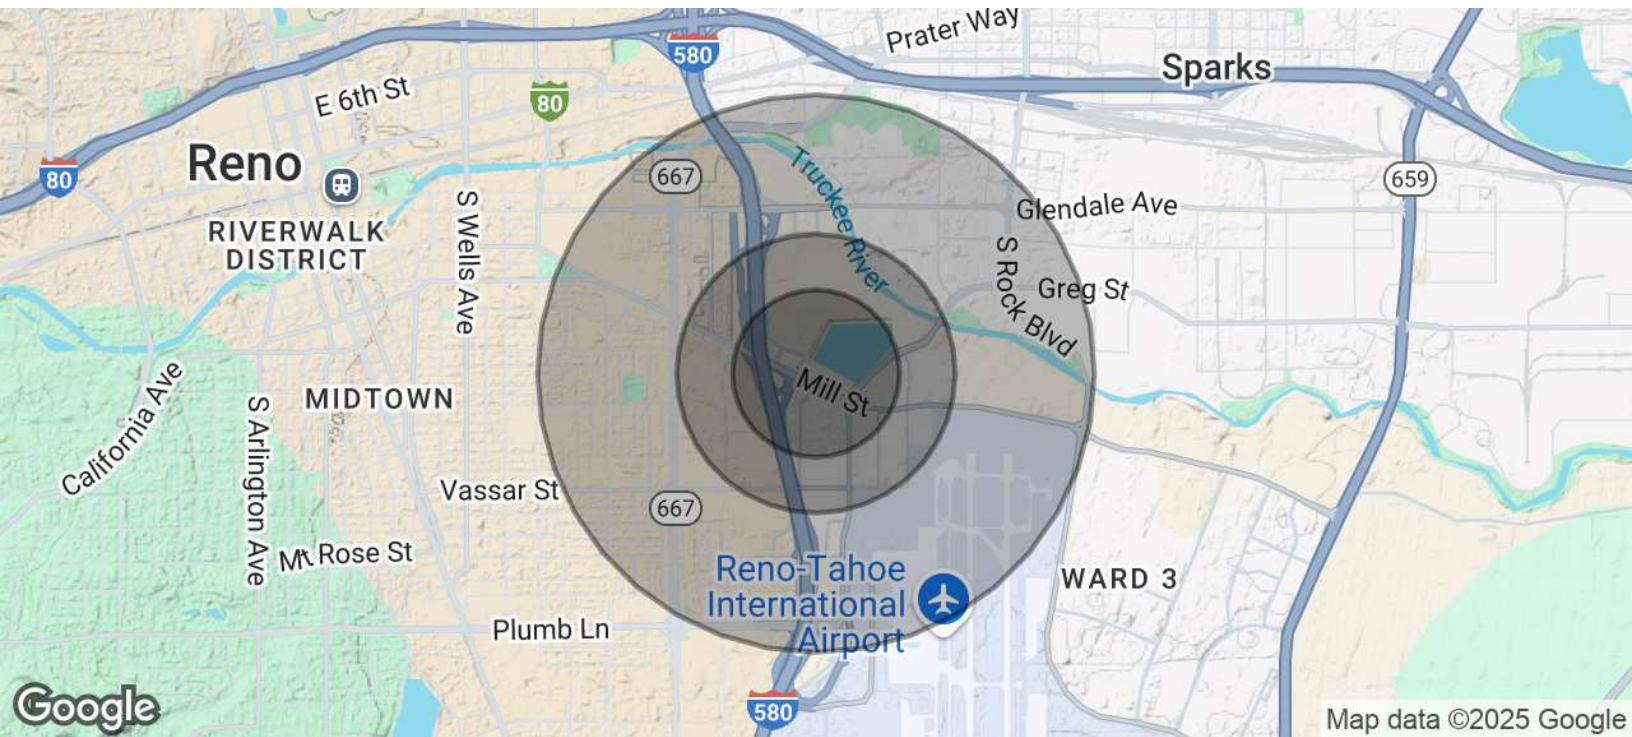 Prater Way
580
Sparks
E 6th St
80
Reno
80
667
659
Truckee River
S Wells Ave
Glendale Ave
RIVERWALK
DISTRICT
S Rock Blvd
Greg St
California Ave
MIDTOWN
Mill St
S Arlington Ave
Vassar St
667
Mt Rose St
Reno-Tahoe
International
Airport
WARD 3
Plumb Ln
580
Google
Map data ©2025 Google